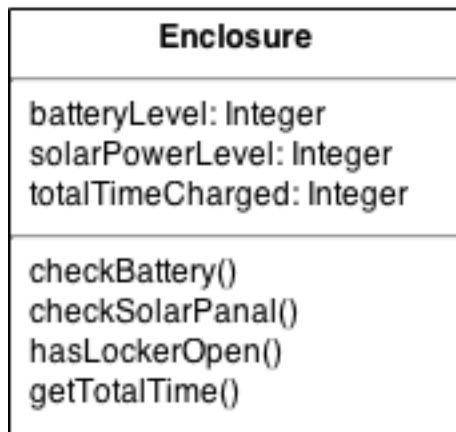 Enclosure
batteryLevel: Integer
solarPowerLevel: Integer
totalTimeCharged: Integer
checkBattery()
checkSolarPanal()
hasLockerOpen()
getTotalTime()